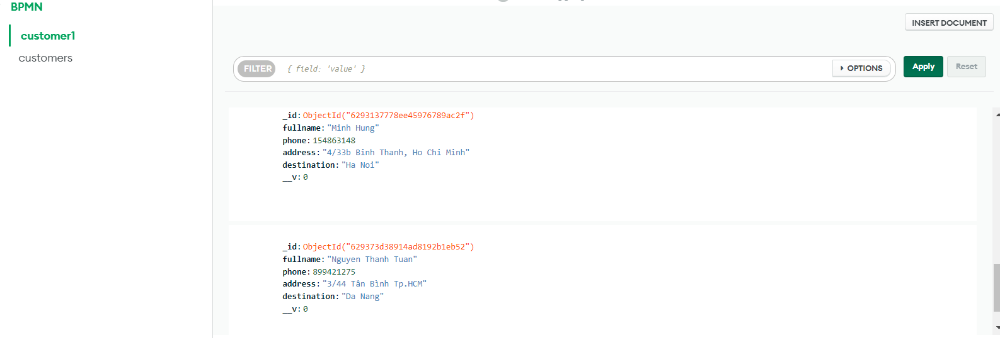 BPMN
customer1
customers
INSERT DOCUMENT
FILTER { field: 'value' } OPTIONS Apply Reset
_id: ObjectId("6293137778ee45976789ac2f")
fullname: "Minh Hung"
phone: 154863148
address: "4/33b Binh Thanh, Ho Chi Minh"
destination: "Ha Noi"
__v: 0
_id: ObjectId("629373d38914ad8192b1eb52")
fullname: "Nguyen Thanh Tuan"
phone: 899421275
address: "3/44 Tân Bình Tp.HCM"
destination: "Da Nang"
__v: 0